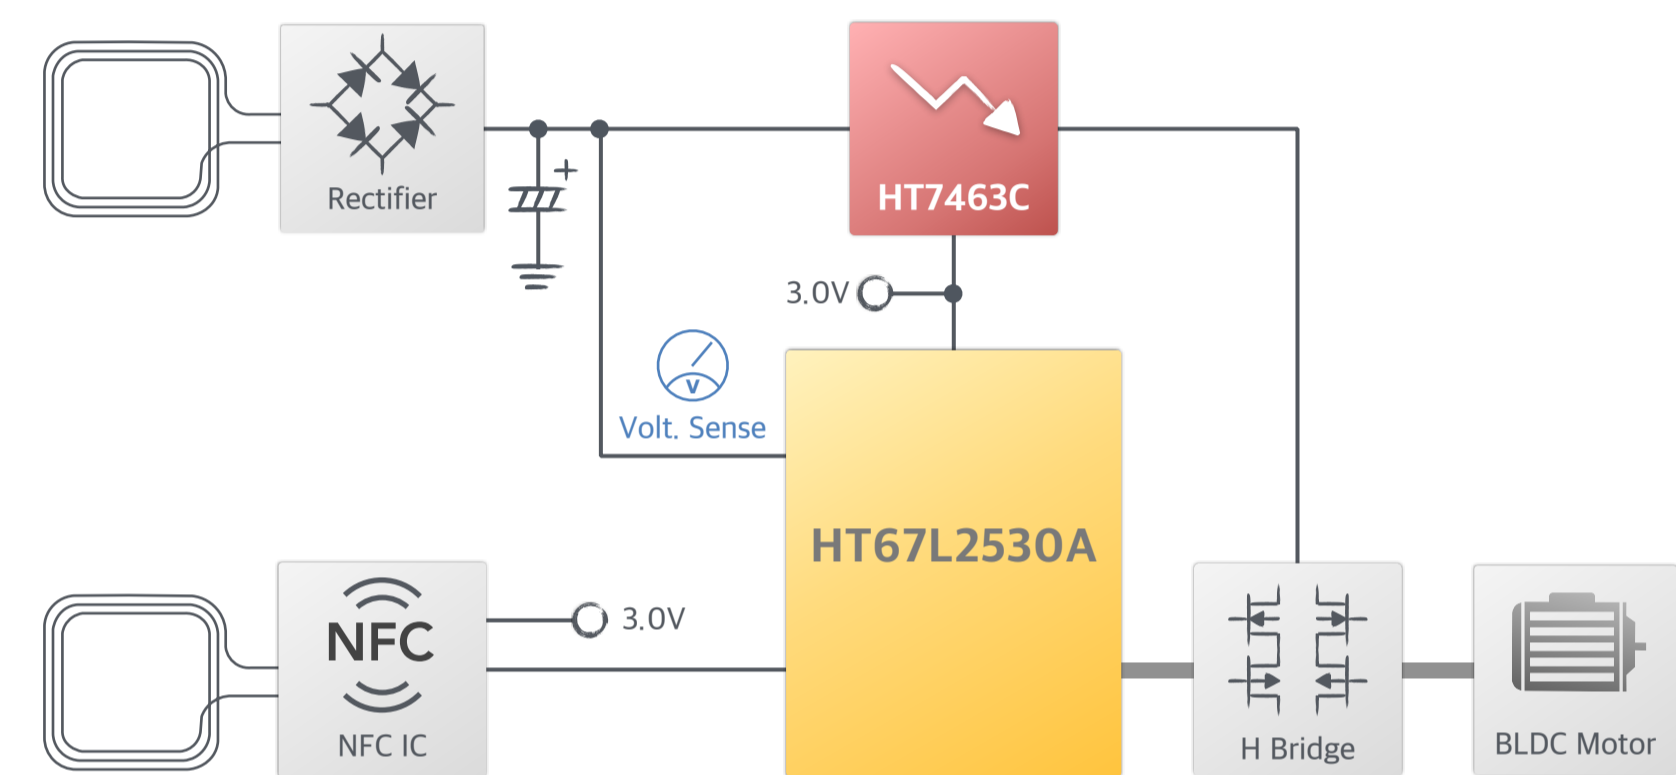 Rectifier
+
HT7463C
3.0V
V
Volt. Sense
HT67L2530A
NFC
3.0V
NFC IC
H Bridge
BLDC Motor